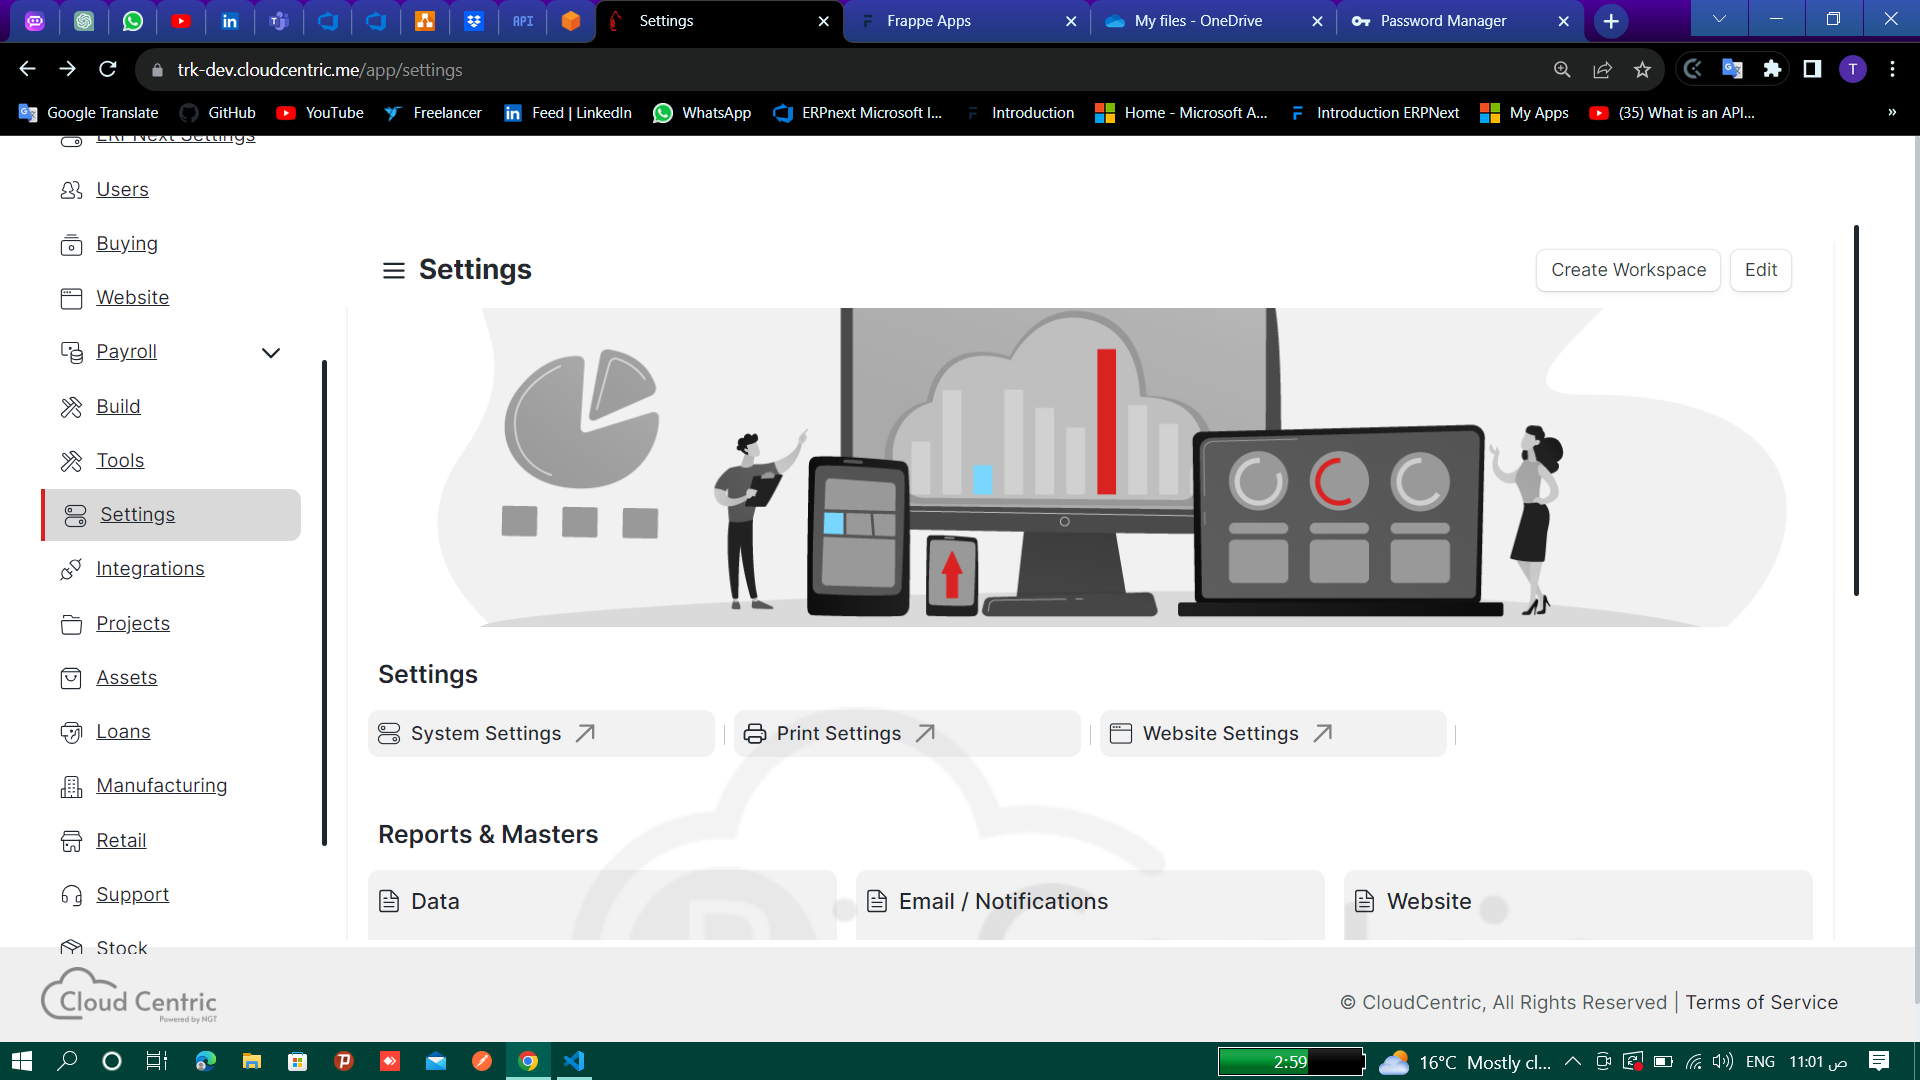 Settings
Frappe Apps
My files - OneDrive
Password Manager
API
trk-dev.cloudcentric.me/app/settings
T
Google Translate
GitHub
YouTube
Freelancer
Feed | LinkedIn
WhatsApp
ERPnext Microsoft I...
Introduction
Home - Microsoft A...
Introduction ERPNext
My Apps
(35) What is an API...
»
ERPNext Settings
Users
Buying
Website
Payroll
Build
Tools
Settings
Integrations
Projects
Assets
Loans
Manufacturing
Retail
Support
Stock
Settings
Create Workspace
Edit
Settings
System Settings
Print Settings
Website Settings
Reports & Masters
Data
Email / Notifications
Website
Cloud Centric
Powered by NGT
© CloudCentric, All Rights Reserved | Terms of Service
2:59
16°C Mostly cl...
ENG
11:01 ص